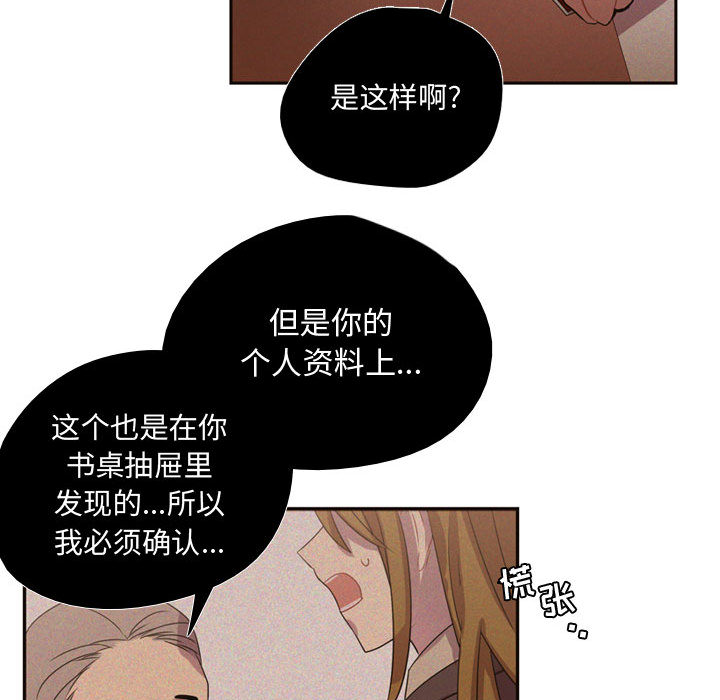 是这样啊?
但是你的
个人资料上...
这个也是在你
书桌抽屉里
发现的...所以
我必须确认...
慌张..